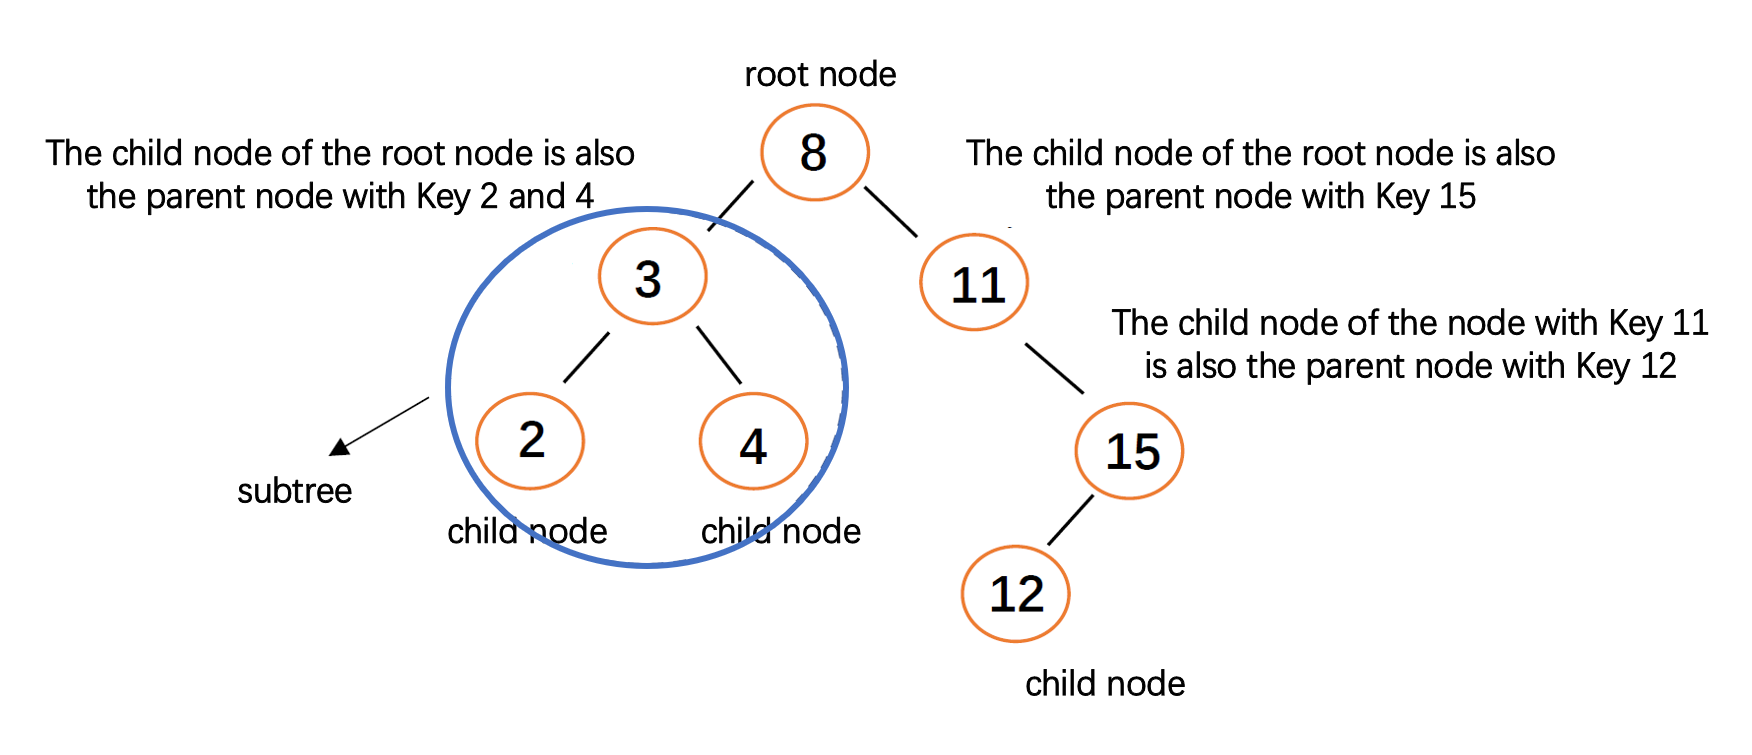 root node
8
The child node of the root node is also
the parent node with Key 2 and 4
The child node of the root node is also
the parent node with Key 15
3
11
The child node of the node with Key 11
is also the parent node with Key 12
2
4
15
subtree
child node
child node
12
child node